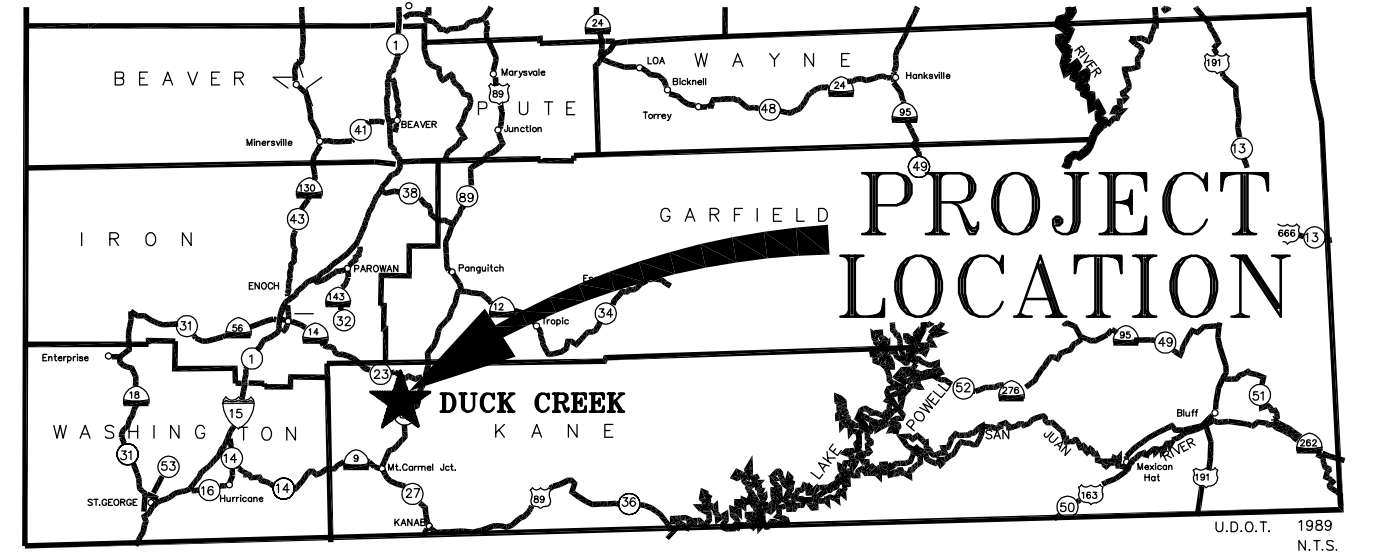 24
1
BEAVER
Marysvale
89
PIUTE
LOA
WAYNE
Bicknell
Torrey
48
24
Hanksville
95
RIVER
191
Minersville
41
BEAVER
Junction
13
130
38
89
49
PROJECT
43
GARFIELD
IRON
666
13
PAROWAN
Panguitch
ENOCH
LOCATION
143
32
12
Tropic
34
31
56
14
95
49
Enterprise
1
23
18
15
DUCK CREEK
52
276
51
WASHINGTON
KANE
POWELL
SAN
JUAN
RIVER
Bluff
262
31
53
14
9
Mt.Carmel Jct.
LAKE
Mexican
Hat
191
ST.GEORGE
16
Hurricane
14
27
89
36
163
50
KANAB
U.D.O.T. 1989
N.T.S.